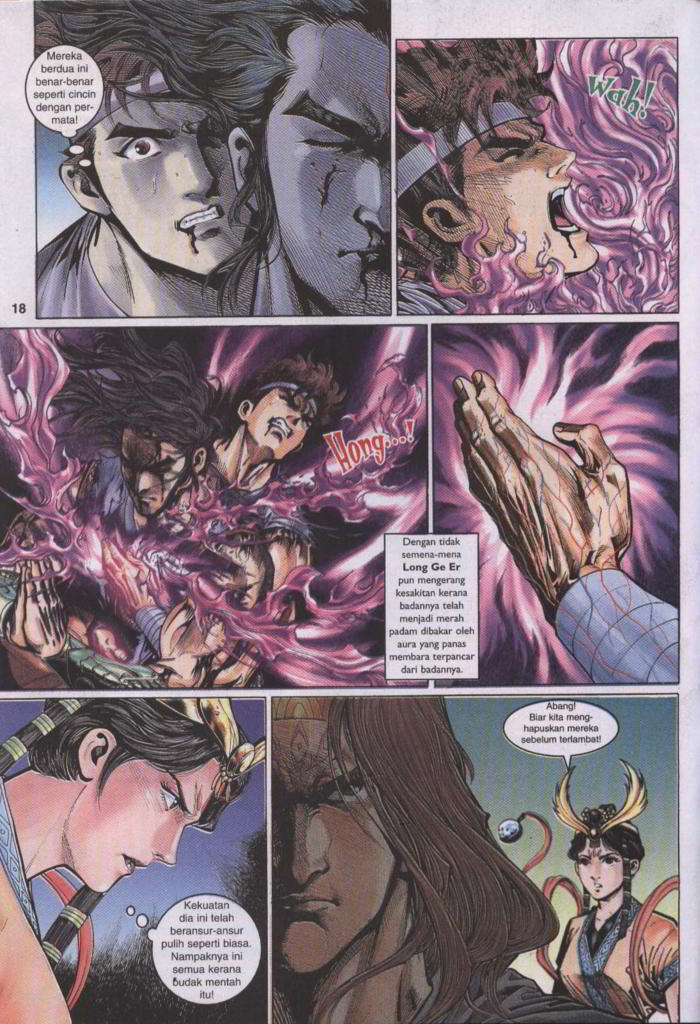 Mereka
berdua ini
benar-benar
seperti cincin
dengan per-
mata!
Wah!
18
Hong...!
Dengan tidak
semena-mena
Long Ge Er
pun mengerang
kesakitan kerana
badannya telah
menjadi merah
padam dibakar oleh
aura yang panas
membara terpancar
dari badannya.
Abang!
Biar kita meng-
hapuskan mereka
sebelum terlambat!
Kekuatan
dia ini telah
beransur-ansur
pulih seperti biasa.
Nampaknya ini
semua kerana
budak mentah
itu!